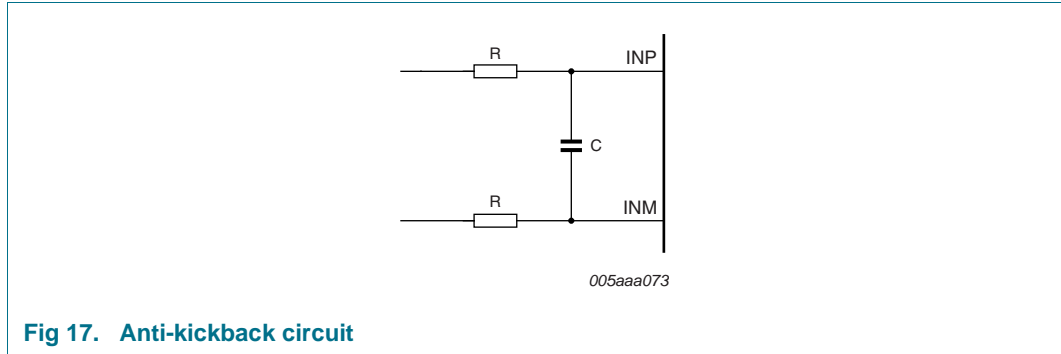 R
INP
C
R
INM
005aaa073
Fig 17. Anti-kickback circuit